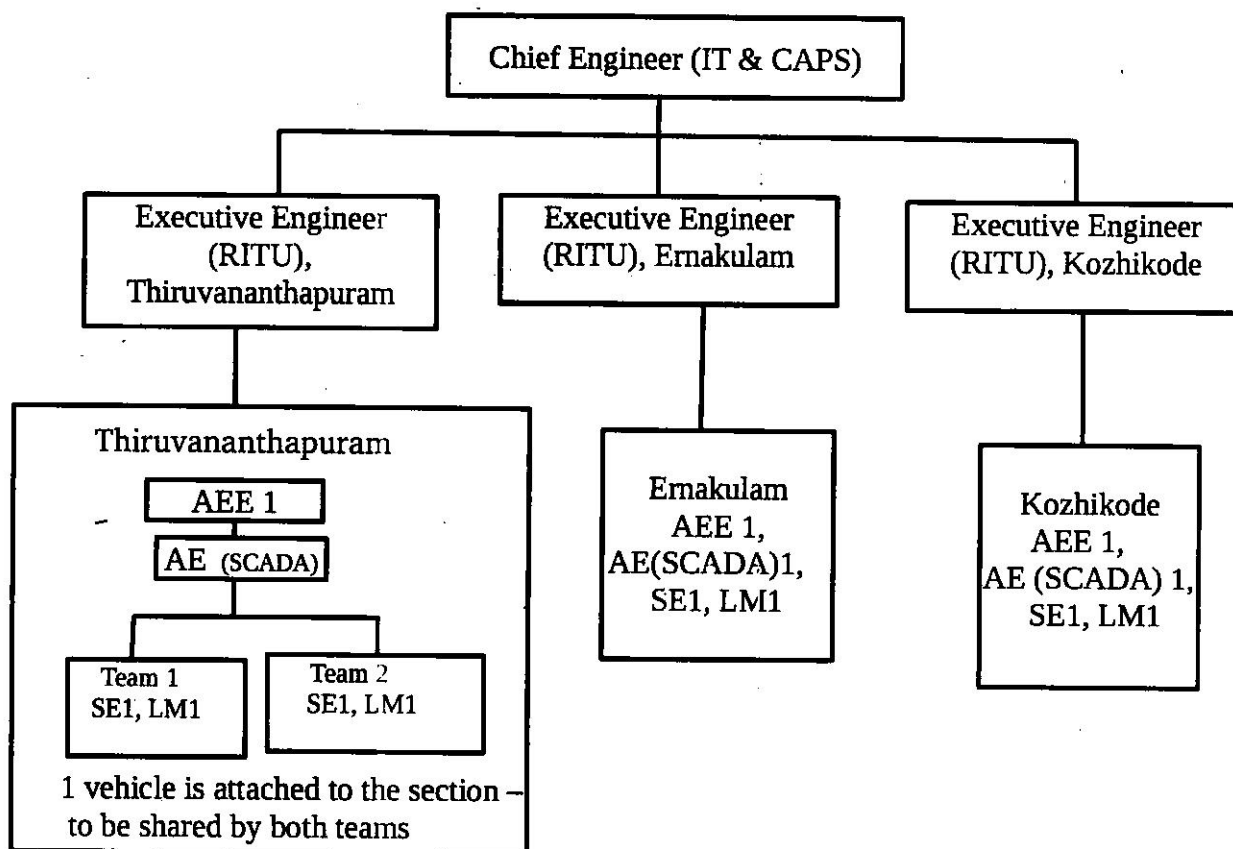 Chief Engineer (IT & CAPS)
Executive Engineer
(RITU),
Thiruvananthapuram
Executive Engineer
(RITU), Ernakulam
Executive Engineer
(RITU), Kozhikode
Thiruvananthapuram
AEE 1
AE (SCADA)
Team 1
SE1, LM1
Team 2
SE1, LM1
1 vehicle is attached to the section –
to be shared by both teams
Ernakulam
AEE 1,
AE(SCADA)1,
SE1, LM1
Kozhikode
AEE 1,
AE (SCADA) 1,
SE1, LM1